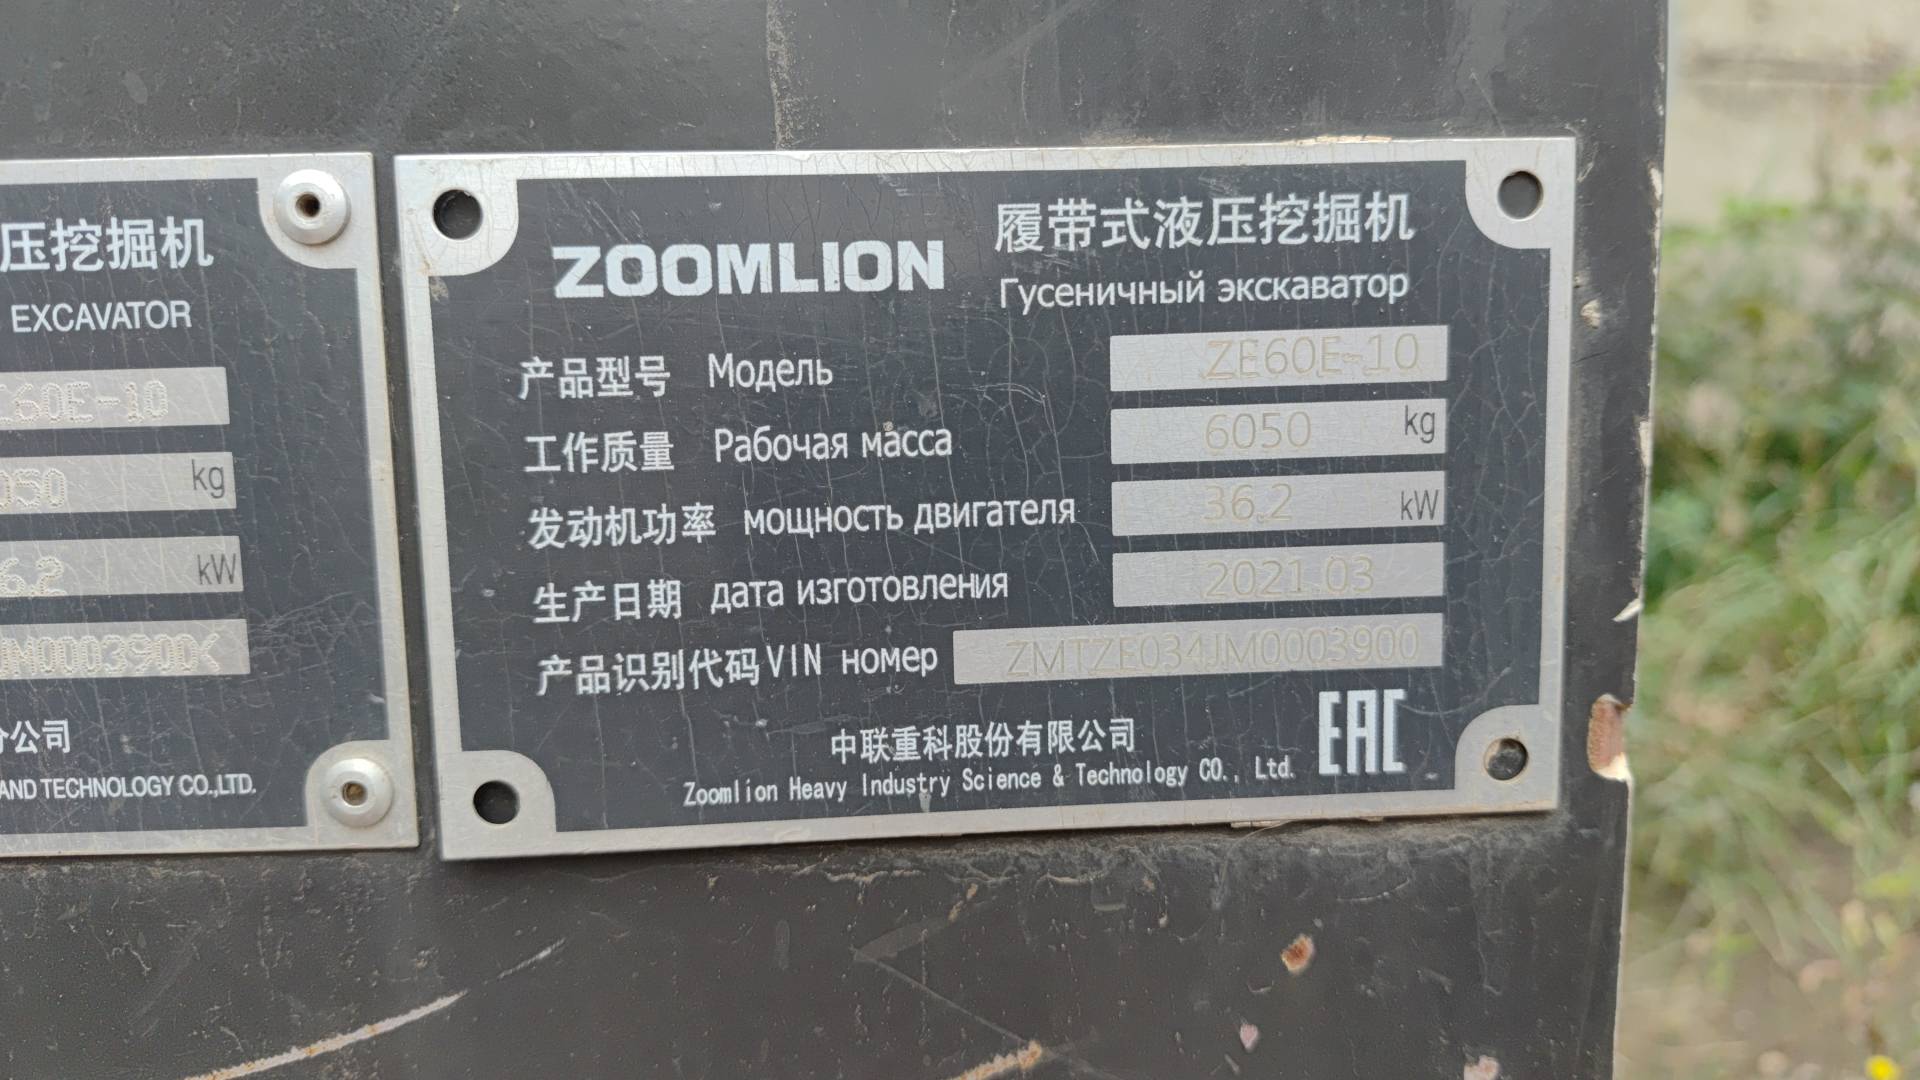 压挖掘机
EXCAVATOR
60E-10
050 kg
6.2 kW
M0003900
公司
AND TECHNOLOGY CO.,LTD.
ZOOMLION
履带式液压挖掘机
Гусеничный экскаватор
产品型号 Модель ZE60E-10
工作质量 Рабочая масса 6050 kg
发动机功率 мощность двигателя 36.2 kW
生产日期 дата изготовления 2021.03
产品识别代码VIN номер ZMTZE034JM0003900
中联重科股份有限公司
Zoomlion Heavy Industry Science & Technology CO., Ltd.
EAC